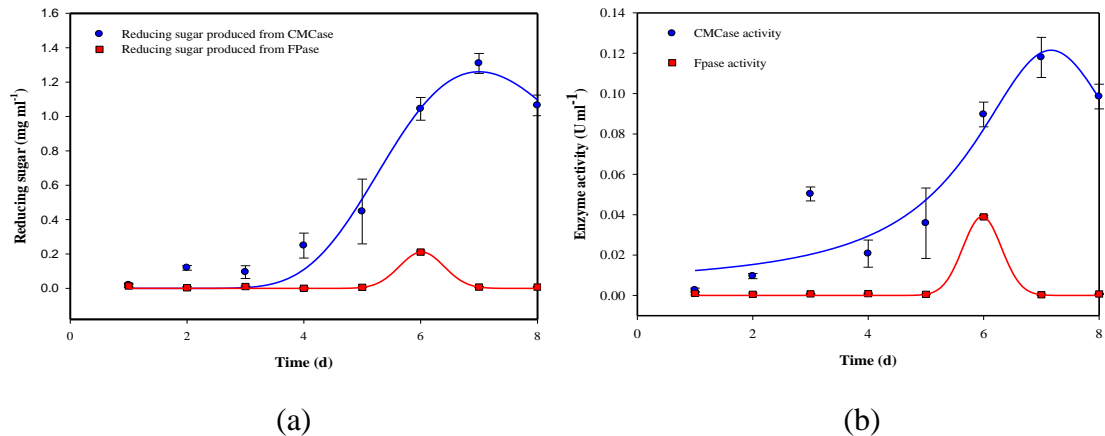 Reducing sugar (mg ml⁻¹)
1.6
1.4
1.2
1.0
0.8
0.6
0.4
0.2
0.0
Reducing sugar produced from CMCase
Reducing sugar produced from FPase
0 2 4 6 8
Time (d)
(a)
Enzyme activity (U ml⁻¹)
0.14
0.12
0.10
0.08
0.06
0.04
0.02
0.00
CMCase activity
Fpase activity
0 2 4 6 8
Time (d)
(b)